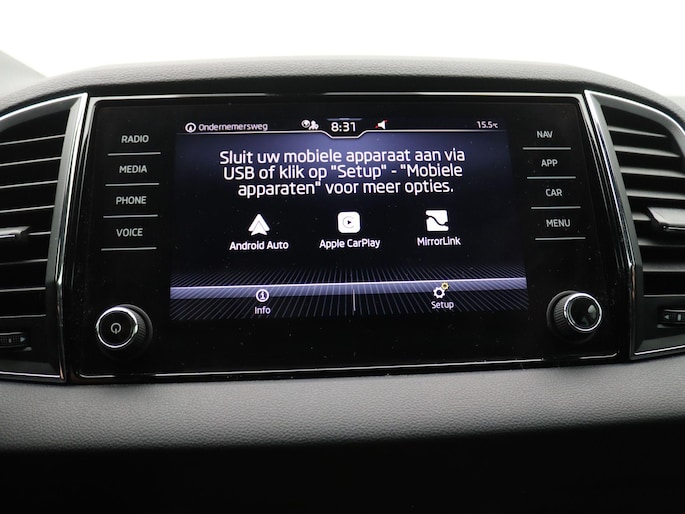 Ondernemersweg 8:31 15.5°C
RADIO
MEDIA
PHONE
VOICE
Sluit uw mobiele apparaat aan via
USB of klik op "Setup" - "Mobiele
apparaten" voor meer opties.
Android Auto Apple CarPlay MirrorLink
Info Setup
NAV
APP
CAR
MENU